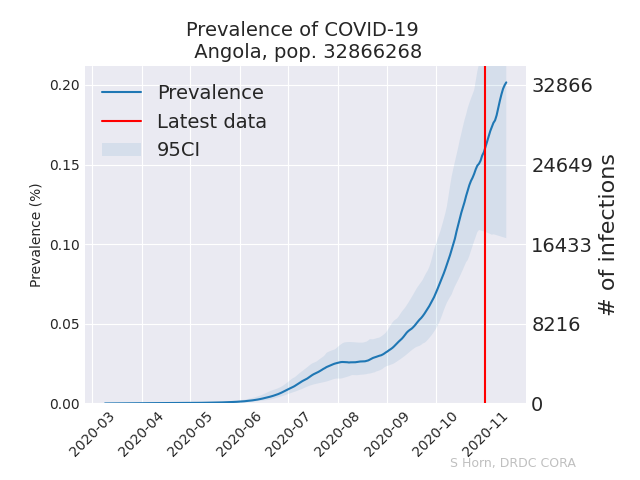 Prevalence of COVID-19
Angola, pop. 32866268
Prevalence
Latest data
95CI
0.20
0.15
0.10
0.05
0.00
Prevalence (%)
32866
24649
16433
8216
0
# of infections
2020-03
2020-04
2020-05
2020-06
2020-07
2020-08
2020-09
2020-10
2020-11
S Horn, DRDC CORA